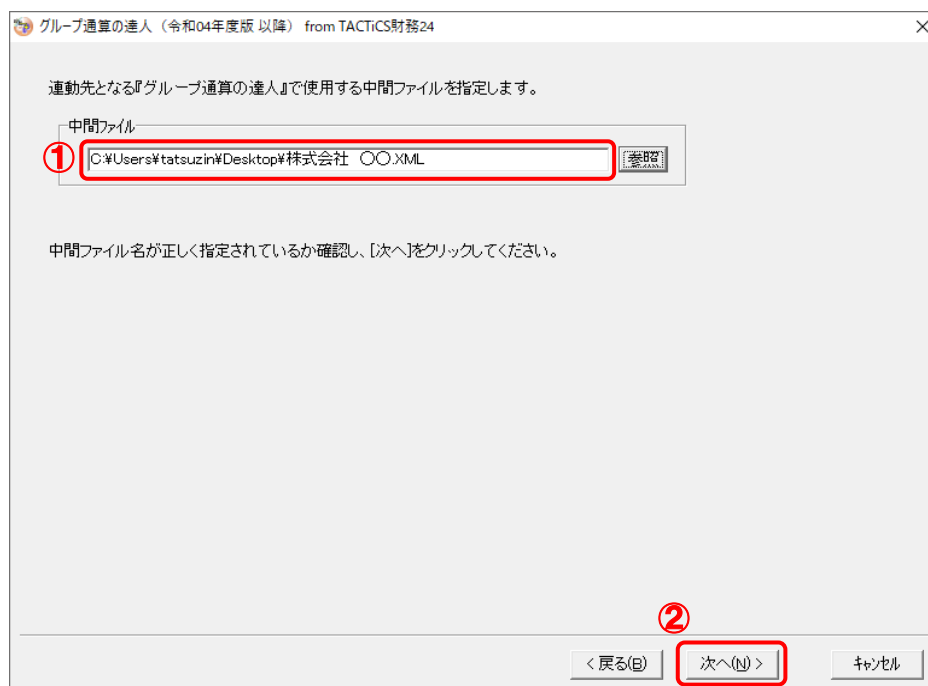 グループ通算の達人（令和04年度版 以降） from TACTiCS財務24
連動先となる『グループ通算の達人』で使用する中間ファイルを指定します。
中間ファイル
① C:¥Users¥tatsuzin¥Desktop¥株式会社　〇〇.XML 参照
中間ファイル名が正しく指定されているか確認し、[次へ]をクリックしてください。
②
< 戻る(B) 次へ(N) > キャンセル